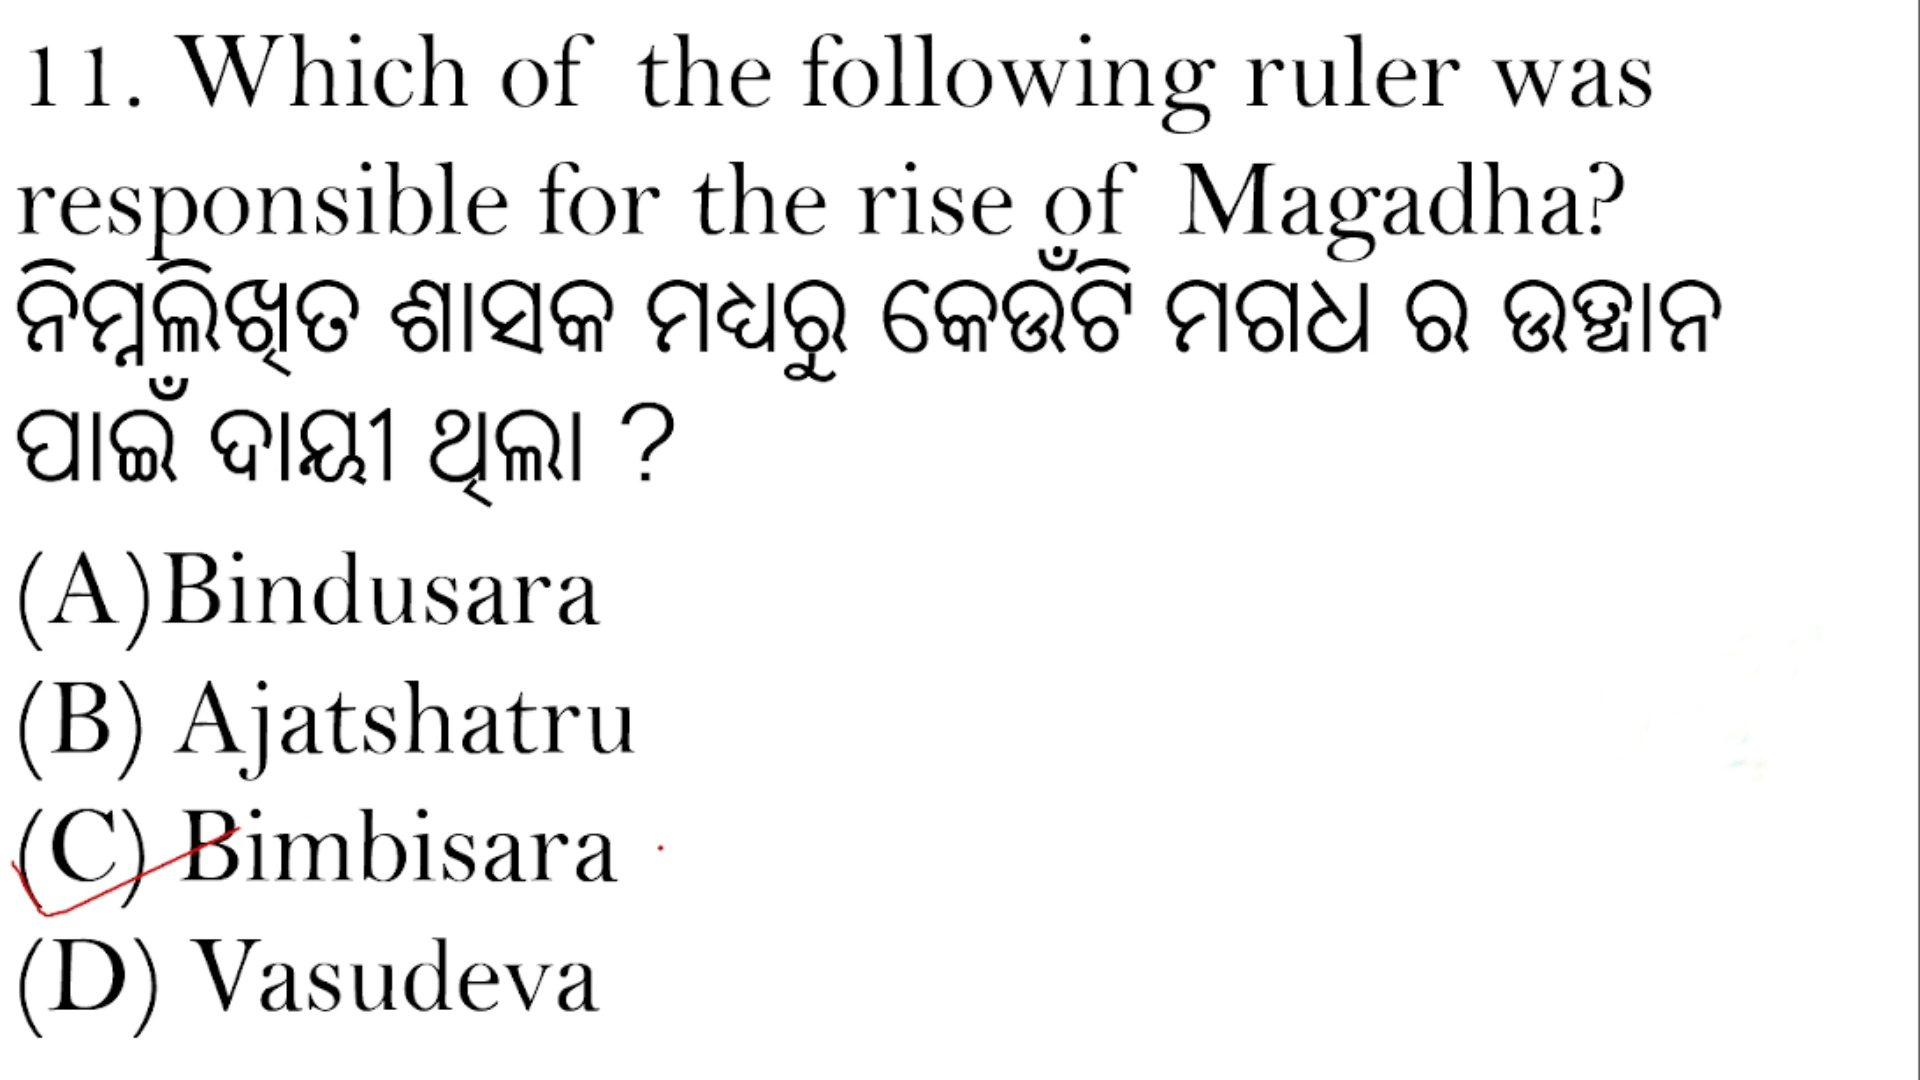 11. Which of the following ruler was
responsible for the rise of Magadha?
ନିମ୍ନଲିଖିତ ଶାସକ ମଧ୍ୟରୁ କେଉଁଟି ମଗଧ ର ଉତ୍ଥାନ
ପାଇଁ ଦାୟୀ ଥିଲା ?
(A)Bindusara
(B) Ajatshatru
(C) Bimbisara
(D) Vasudeva